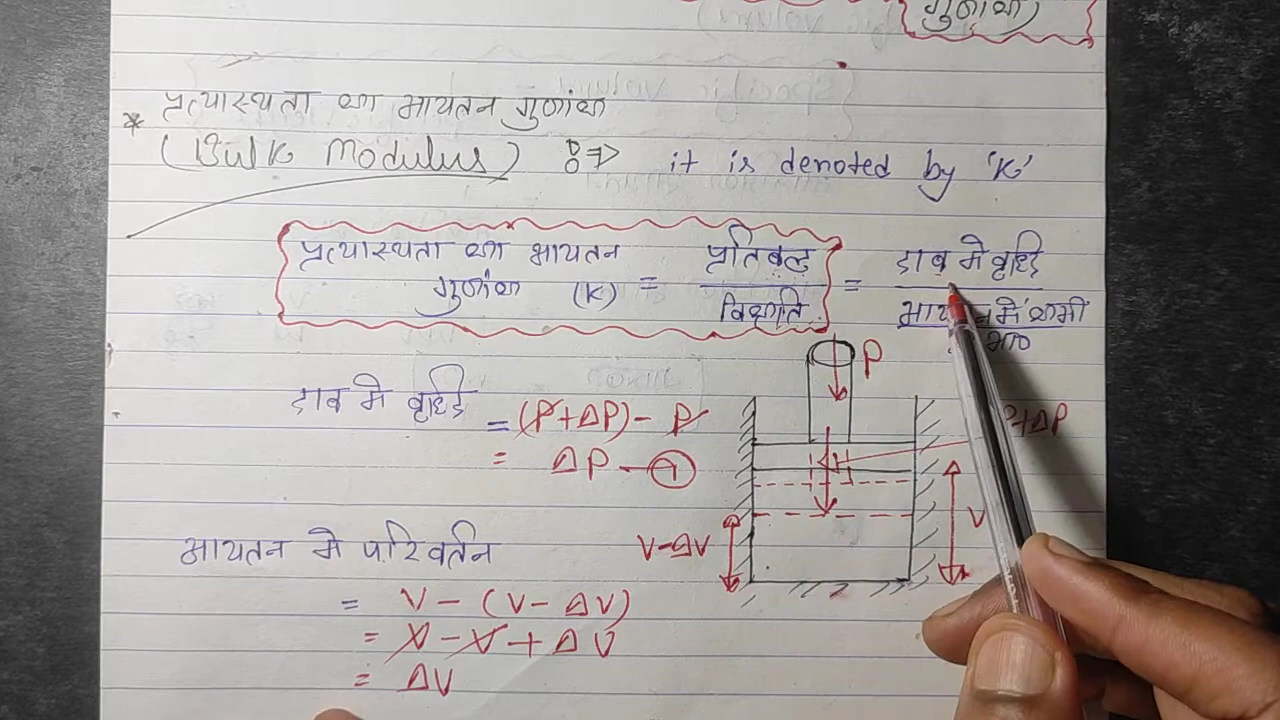 गुणांक)
* प्रत्यास्थता का आयतन गुणांक
(Bulk Modulus) :⇒ it is denoted by 'K'
प्रत्यास्थता का आयतन गुणांक (K) = प्रतिबल / विकृति = दाब मे वृद्धि / में कमी
P
P+ΔP
दाब मे वृद्धि = (P+ΔP) - P
= ΔP - ①
V
V-ΔV
आयतन मे परिवर्तन
= V - (V - ΔV)
= V - V + ΔV
= ΔV